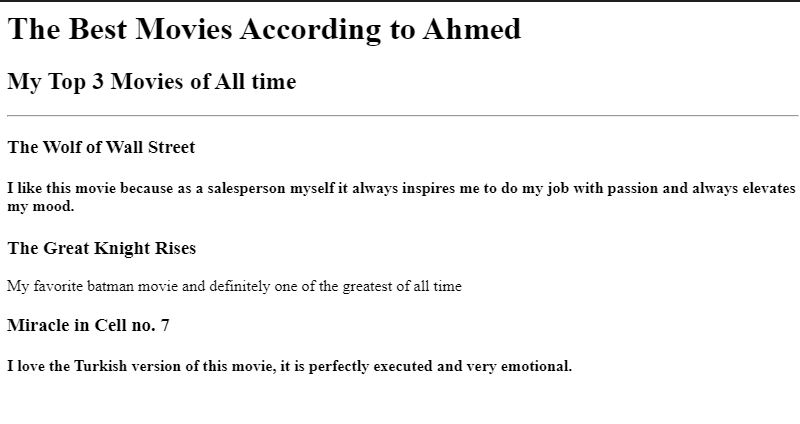 The Best Movies According to Ahmed
My Top 3 Movies of All time
The Wolf of Wall Street
I like this movie because as a salesperson myself it always inspires me to do my job with passion and always elevates
my mood.
The Great Knight Rises
My favorite batman movie and definitely one of the greatest of all time
Miracle in Cell no. 7
I love the Turkish version of this movie, it is perfectly executed and very emotional.